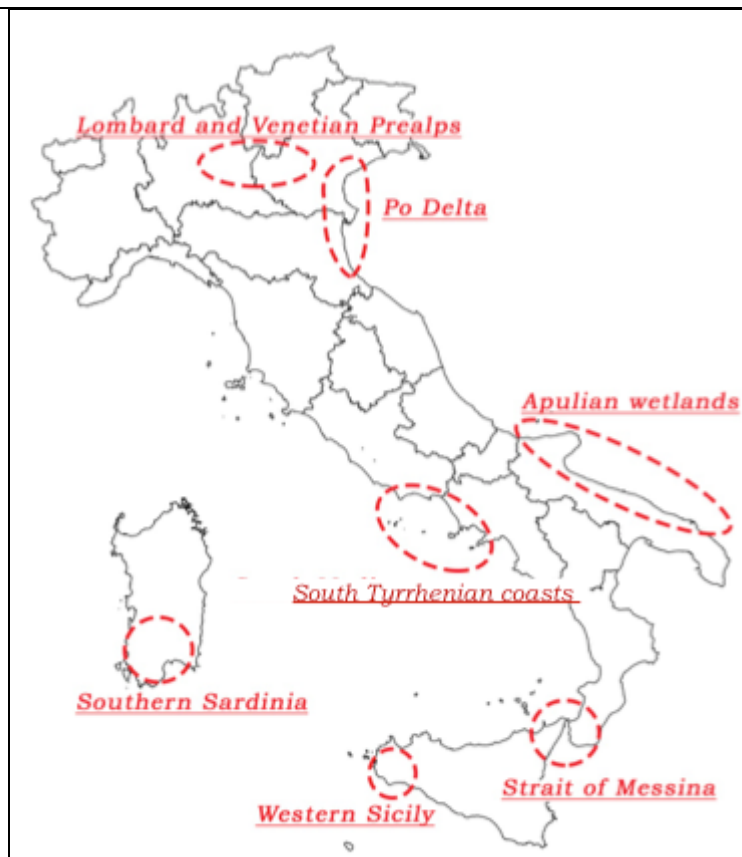 Lombard and Venetian Prealps
Po Delta
Apulian wetlands
South Tyrrhenian coasts
Southern Sardinia
Strait of Messina
Western Sicily